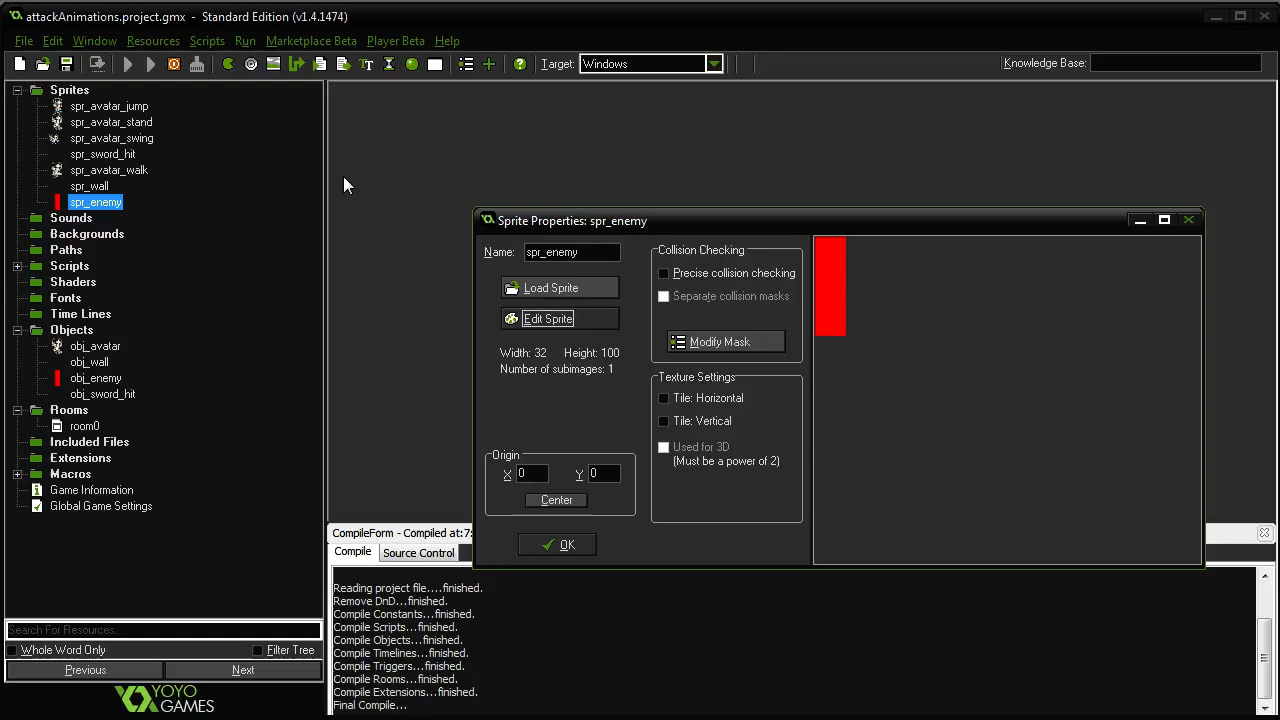 attackAnimations.project.gmx - Standard Edition (v1.4.1474)
File Edit Window Resources Scripts Run Marketplace Beta Player Beta Help
Target: Windows
Knowledge Base:
Sprites
spr_avatar_jump
spr_avatar_stand
spr_avatar_swing
spr_sword_hit
spr_avatar_walk
spr_wall
spr_enemy
Sounds
Backgrounds
Paths
Scripts
Shaders
Fonts
Time Lines
Objects
obj_avatar
obj_wall
obj_enemy
obj_sword_hit
Rooms
room0
Included Files
Extensions
Macros
Game Information
Global Game Settings
Search For Resources...
Whole Word Only
Filter Tree
Previous
Next
YOYO
GAMES
Sprite Properties: spr_enemy
Name: spr_enemy
Load Sprite
Edit Sprite
Width: 32 Height: 100
Number of subimages: 1
Origin
X 0 Y 0
Center
OK
Collision Checking
Precise collision checking
Separate collision masks
Modify Mask
Texture Settings
Tile: Horizontal
Tile: Vertical
Used for 3D
(Must be a power of 2)
CompileForm - Compiled at:7:
Compile Source Control
Reading project file....finished.
Remove DnD...finished.
Compile Constants...finished.
Compile Scripts...finished.
Compile Objects...finished.
Compile Timelines...finished.
Compile Triggers...finished.
Compile Rooms...finished.
Compile Extensions...finished.
Final Compile...